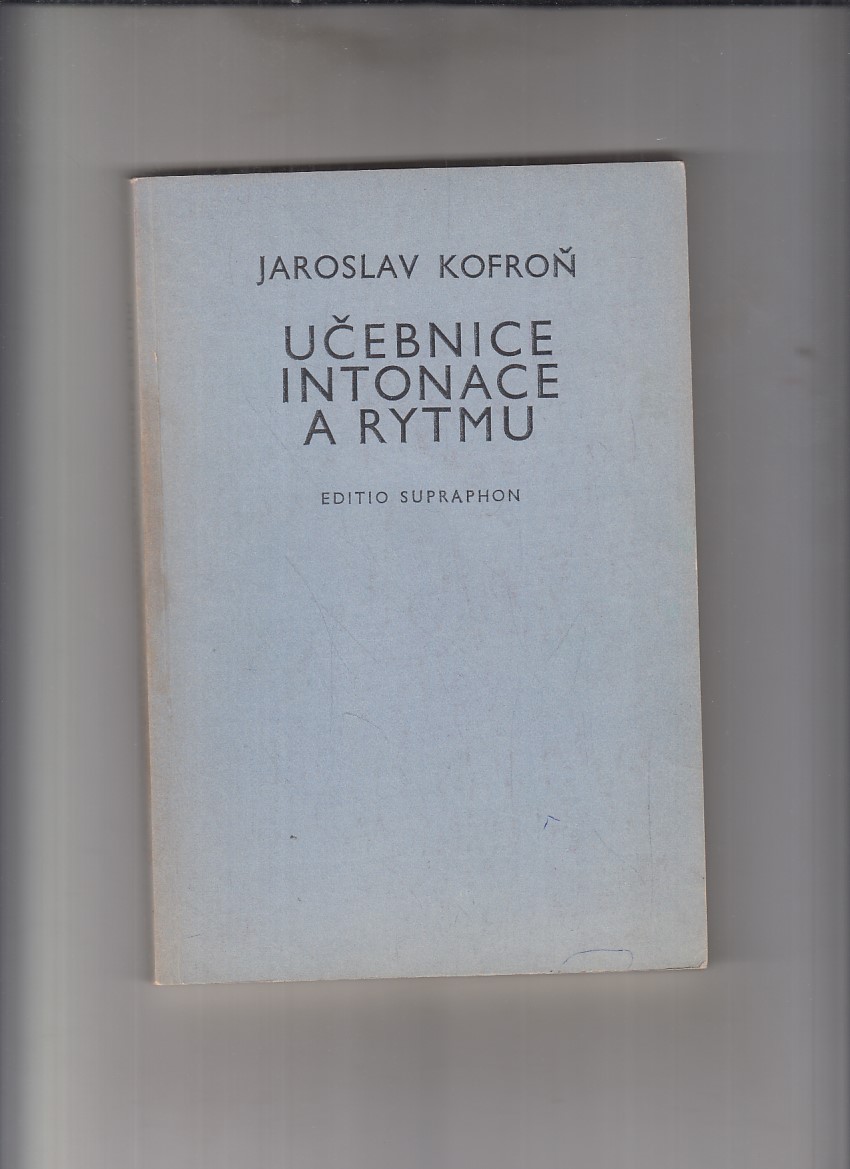 JAROSLAV KOFROŇ
UČEBNICE
INTONACE
A RYTMU
EDITIO SUPRAPHON